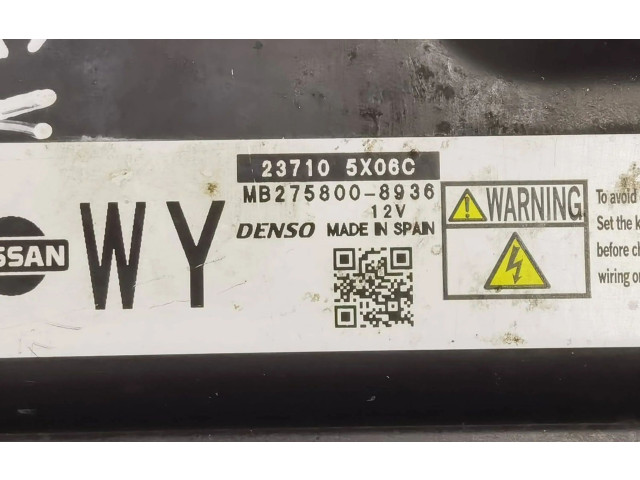 23710 5X06C
MB275800-8936
12V
DENSO MADE IN SPAIN
SSAN
WY
WARNING
To avoid
Set the k
before cl
wiring or